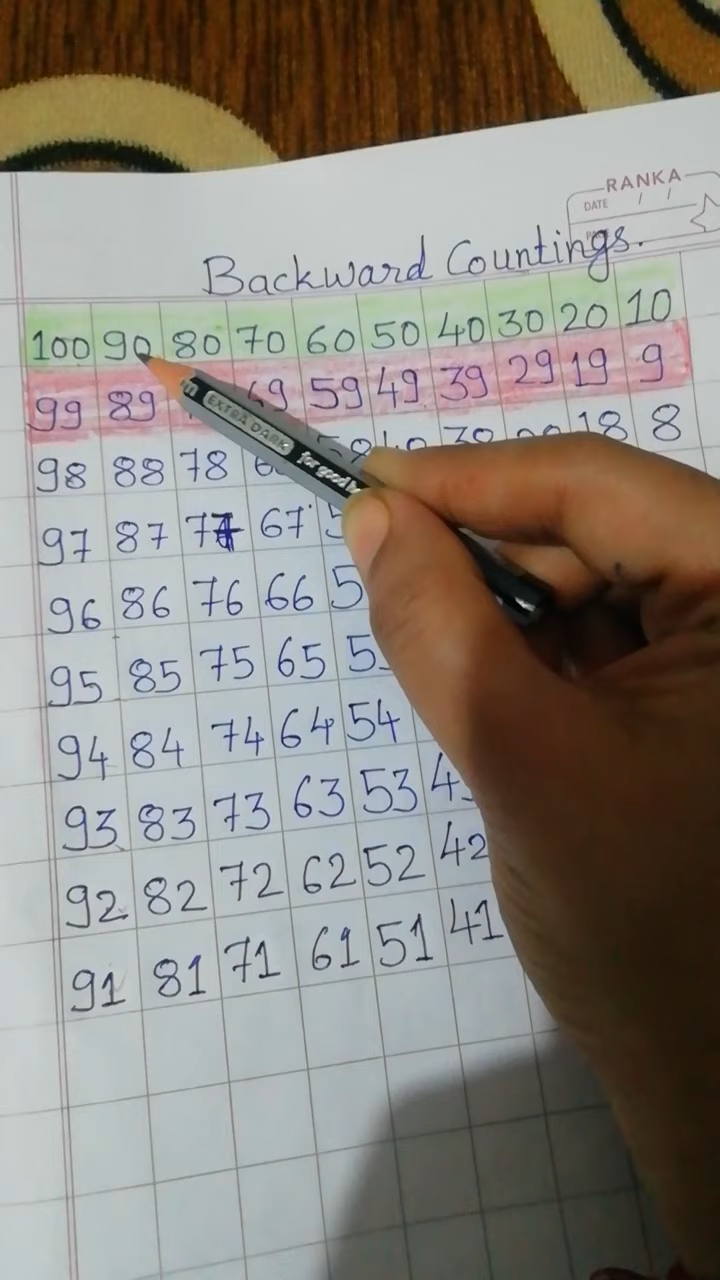 RANKA
DATE / /
Backward Countings.
100 90 80 70 60 50 40 30 20 10
99 89 69 59 49 39 29 19 9
98 88 78 18 8
97 87 77 67
96 86 76 66
95 85 75 65
94 84 74 64 54
93 83 73 63 53
92 82 72 62 52 42
91 81 71 61 51 41
EXTRA DARK